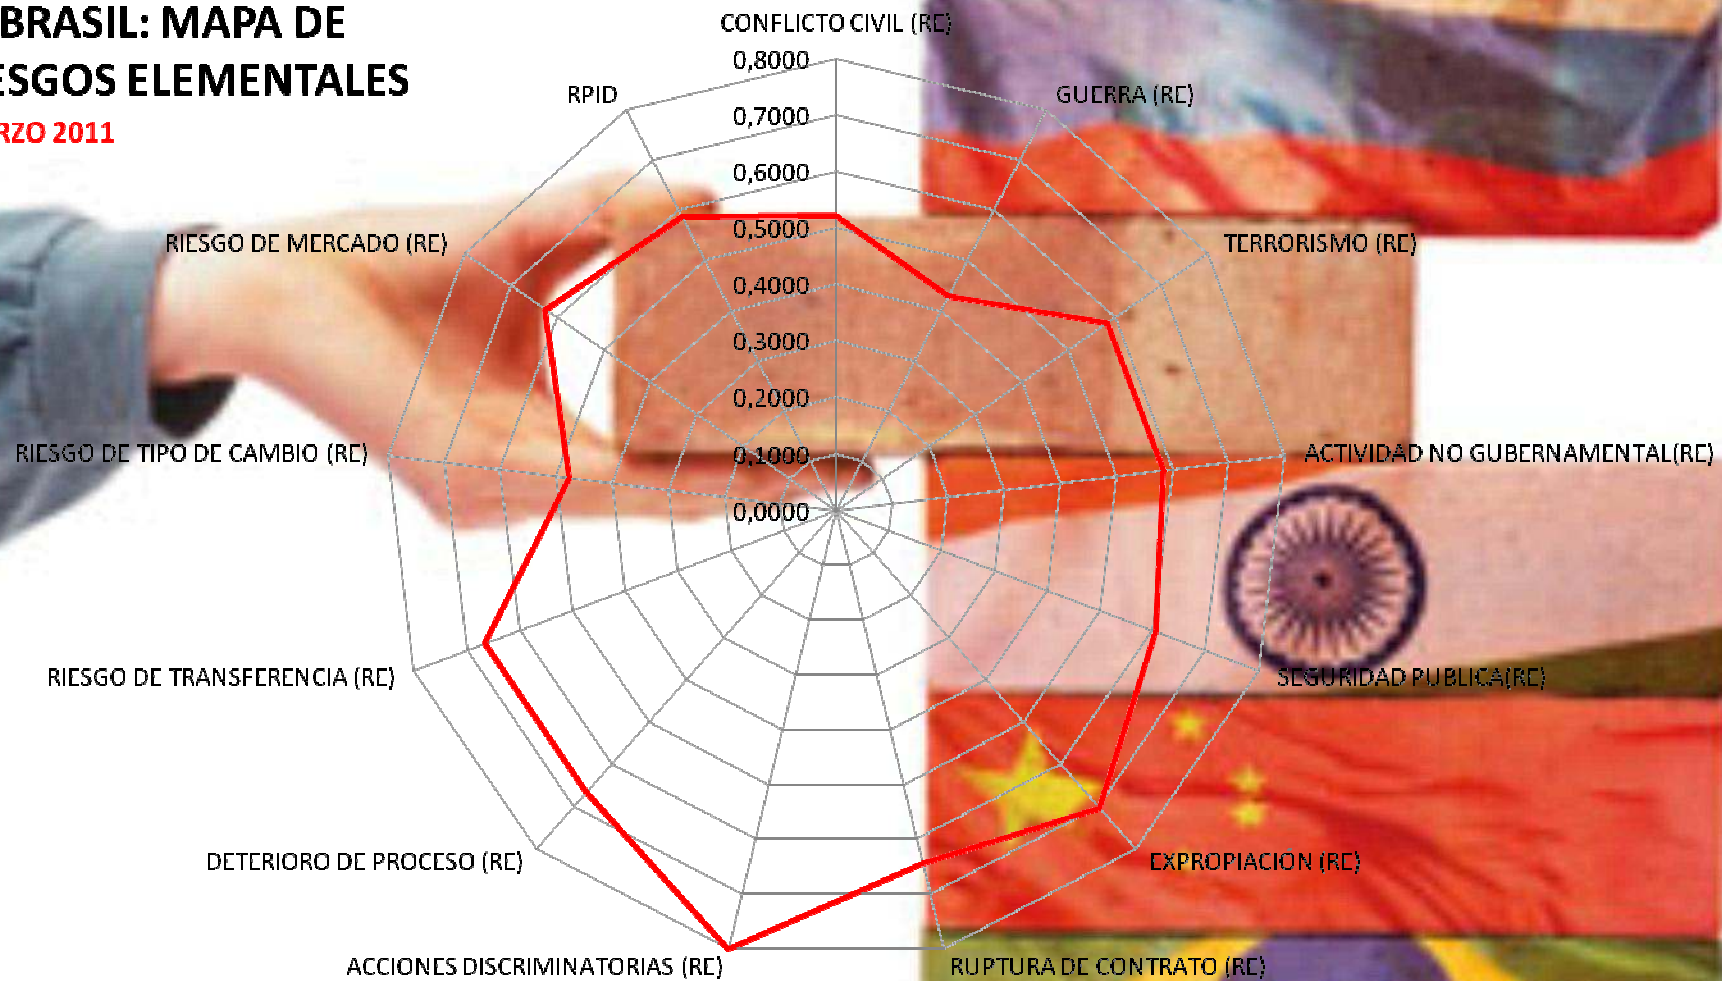 BRASIL: MAPA DE
ESGOS ELEMENTALES
RZO 2011
CONFLICTO CIVIL (RE)
0,8000
RPID
GUERRA (RE)
0,7000
0,6000
0,5000
RIESGO DE MERCADO (RE)
TERRORISMO (RE)
0,4000
0,3000
0,2000
0,1000
RIESGO DE TIPO DE CAMBIO (RE)
ACTIVIDAD NO GUBERNAMENTAL(RE)
0,0000
RIESGO DE TRANSFERENCIA (RE)
SEGURIDAD PUBLICA(RE)
DETERIORO DE PROCESO (RE)
EXPROPIACION (RE)
ACCIONES DISCRIMINATORIAS (RE)
RUPTURA DE CONTRATO (RE)